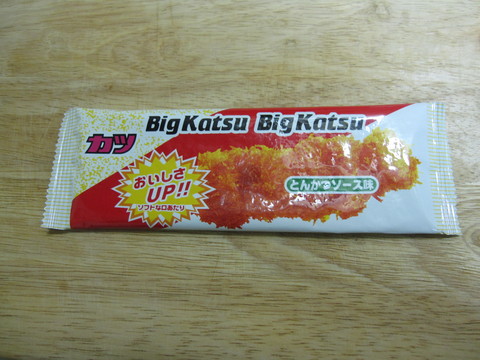 カツ
BigKatsu BigKatsu
おいしさ
UP!!
ソフトな口あたり
とんかつソース味